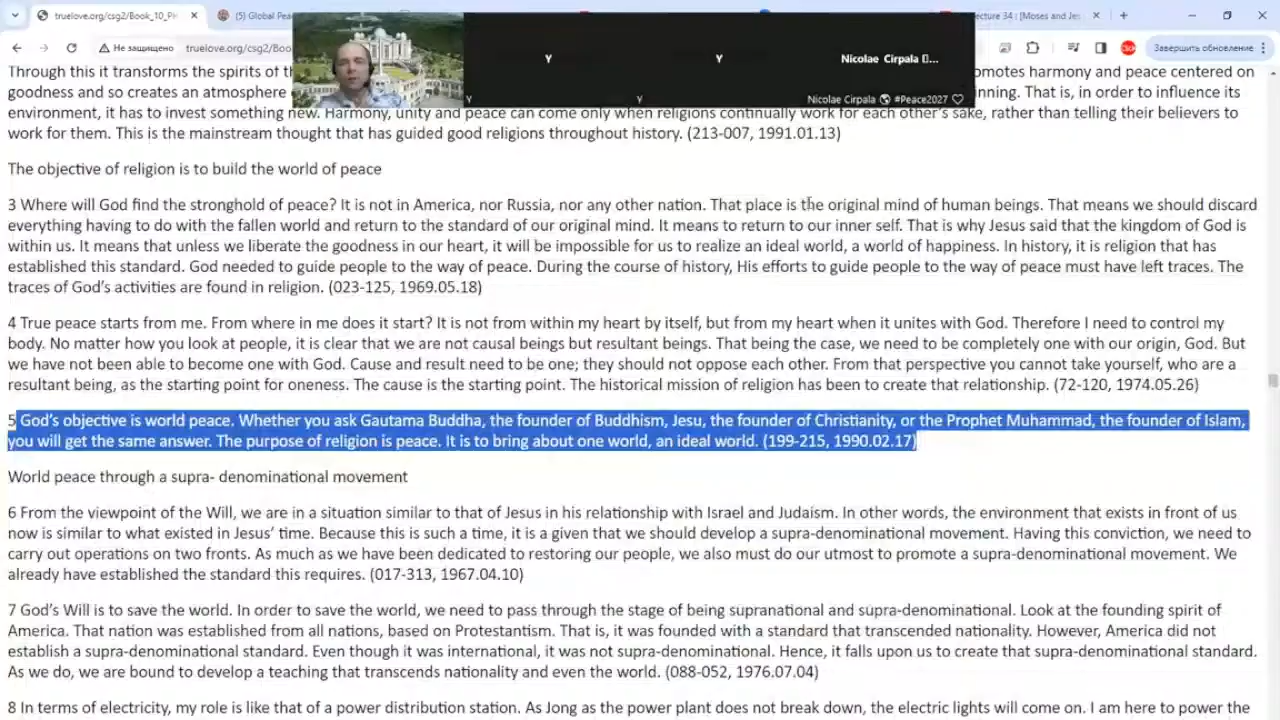 truelove.org/csg2/Book_10_P
(5) Global Pea
ecture 34 : [Moses and Je
Не защищено
truelove.org/csg2/Boo
Завершить обновление
Y
Y
Nicolae Cirpala
Y
Y
Nicolae Cirpala #Peace2027
Through this it transforms the spirits of th omotes harmony and peace centered on
goodness and so creates an atmosphere inning. That is, in order to influence its
environment, it has to invest something new. Harmony, unity and peace can come only when religions continually work for each other's sake, rather than telling their believers to
work for them. This is the mainstream thought that has guided good religions throughout history. (213-007, 1991.01.13)
The objective of religion is to build the world of peace
3 Where will God find the stronghold of peace? It is not in America, nor Russia, nor any other nation. That place is the original mind of human beings. That means we should discard
everything having to do with the fallen world and return to the standard of our original mind. It means to return to our inner self. That is why Jesus said that the kingdom of God is
within us. It means that unless we liberate the goodness in our heart, it will be impossible for us to realize an ideal world, a world of happiness. In history, it is religion that has
established this standard. God needed to guide people to the way of peace. During the course of history, His efforts to guide people to the way of peace must have left traces. The
traces of God's activities are found in religion. (023-125, 1969.05.18)
4 True peace starts from me. From where in me does it start? It is not from within my heart by itself, but from my heart when it unites with God. Therefore I need to control my
body. No matter how you look at people, it is clear that we are not causal beings but resultant beings. That being the case, we need to be completely one with our origin, God. But
we have not been able to become one with God. Cause and result need to be one; they should not oppose each other. From that perspective you cannot take yourself, who are a
resultant being, as the starting point for oneness. The cause is the starting point. The historical mission of religion has been to create that relationship. (72-120, 1974.05.26)
5 God's objective is world peace. Whether you ask Gautama Buddha, the founder of Buddhism, Jesu, the founder of Christianity, or the Prophet Muhammad, the founder of Islam,
you will get the same answer. The purpose of religion is peace. It is to bring about one world, an ideal world. (199-215, 1990.02.17)
World peace through a supra- denominational movement
6 From the viewpoint of the Will, we are in a situation similar to that of Jesus in his relationship with Israel and Judaism. In other words, the environment that exists in front of us
now is similar to what existed in Jesus' time. Because this is such a time, it is a given that we should develop a supra-denominational movement. Having this conviction, we need to
carry out operations on two fronts. As much as we have been dedicated to restoring our people, we also must do our utmost to promote a supra-denominational movement. We
already have established the standard this requires. (017-313, 1967.04.10)
7 God's Will is to save the world. In order to save the world, we need to pass through the stage of being supranational and supra-denominational. Look at the founding spirit of
America. That nation was established from all nations, based on Protestantism. That is, it was founded with a standard that transcended nationality. However, America did not
establish a supra-denominational standard. Even though it was international, it was not supra-denominational. Hence, it falls upon us to create that supra-denominational standard.
As we do, we are bound to develop a teaching that transcends nationality and even the world. (088-052, 1976.07.04)
8 In terms of electricity, my role is like that of a power distribution station. As Jong as the power plant does not break down, the electric lights will come on. I am here to power the